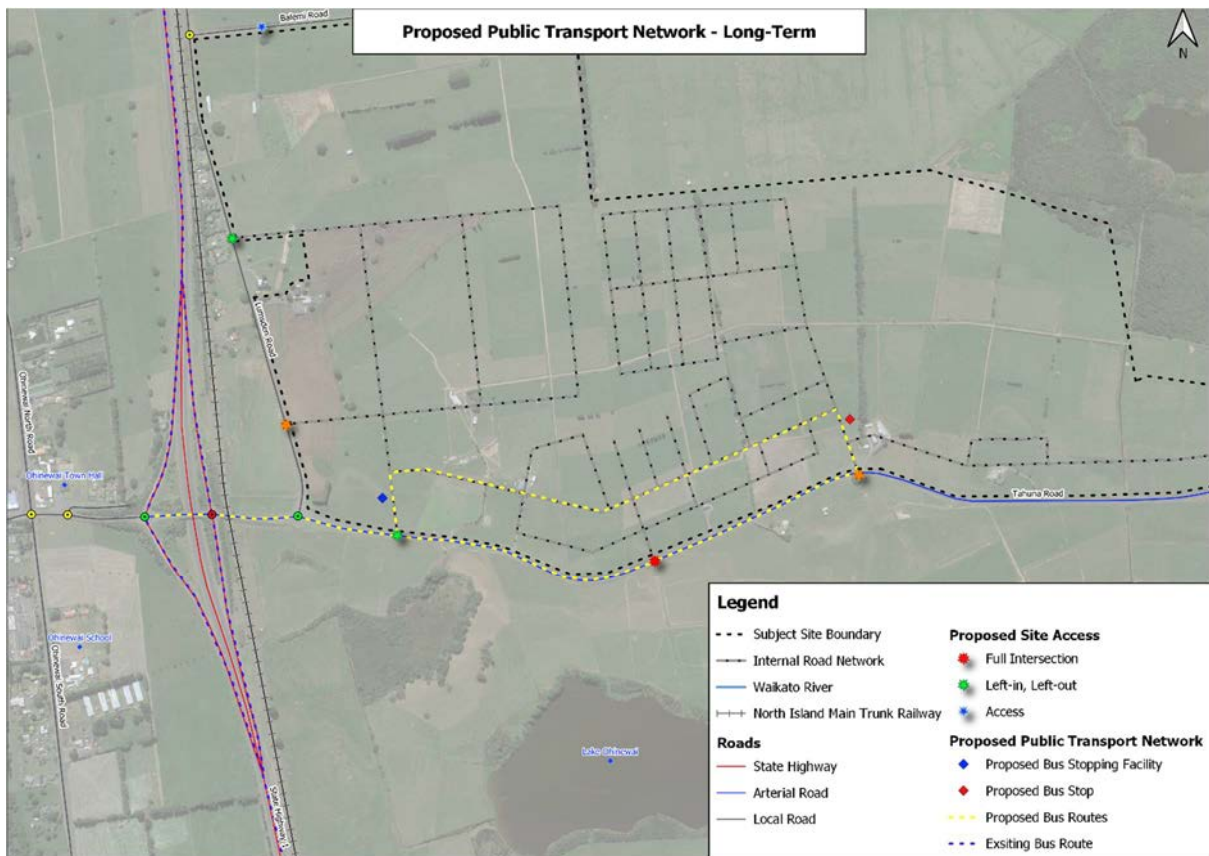 Proposed Public Transport Network - Long-Term
N
Balemi Road
Lumsden Road
Ohinewai North Road
Ohinewai Town Hall
Tahuna Road
Ohinewai School
Ohinewai South Road
Lake Ohinewai
State Highway 1
Legend
Subject Site Boundary
Internal Road Network
Waikato River
North Island Main Trunk Railway
Roads
State Highway
Arterial Road
Local Road
Proposed Site Access
Full Intersection
Left-in, Left-out
Access
Proposed Public Transport Network
Proposed Bus Stopping Facility
Proposed Bus Stop
Proposed Bus Routes
Exsiting Bus Route